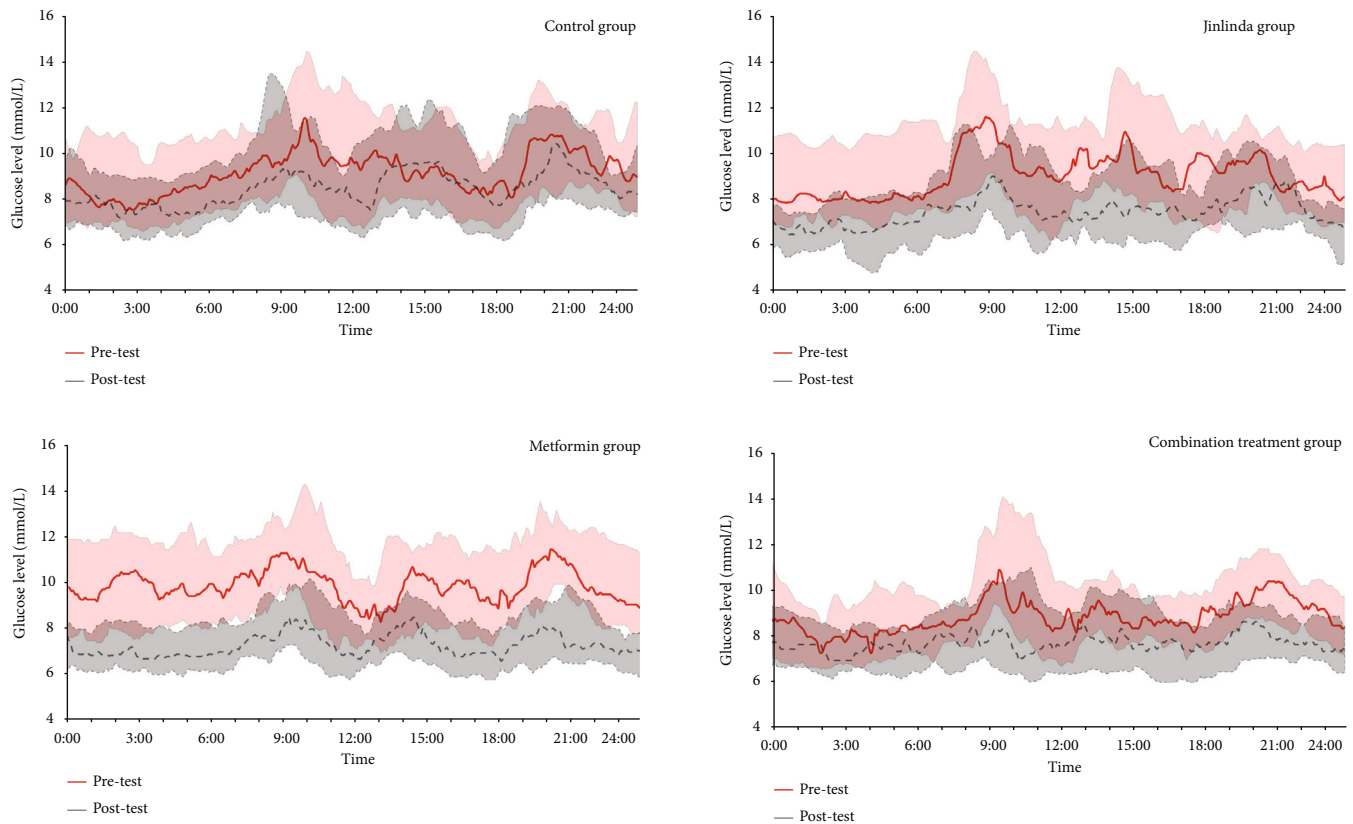 Control group
Glucose level (mmol/L)
16
14
12
10
8
6
4
0:00 3:00 6:00 9:00 12:00 15:00 18:00 21:00 24:00
Time
Pre-test
Post-test
Jinlinda group
Glucose level (mmol/L)
16
14
12
10
8
6
4
0:00 3:00 6:00 9:00 12:00 15:00 18:00 21:00 24:00
Time
Pre-test
Post-test
Metformin group
Glucose level (mmol/L)
16
14
12
10
8
6
4
0:00 3:00 6:00 9:00 12:00 15:00 18:00 21:00 24:00
Time
Pre-test
Post-test
Combination treatment group
Glucose level (mmol/L)
16
14
12
10
8
6
4
0:00 3:00 6:00 9:00 12:00 15:00 18:00 21:00 24:00
Time
Pre-test
Post-test